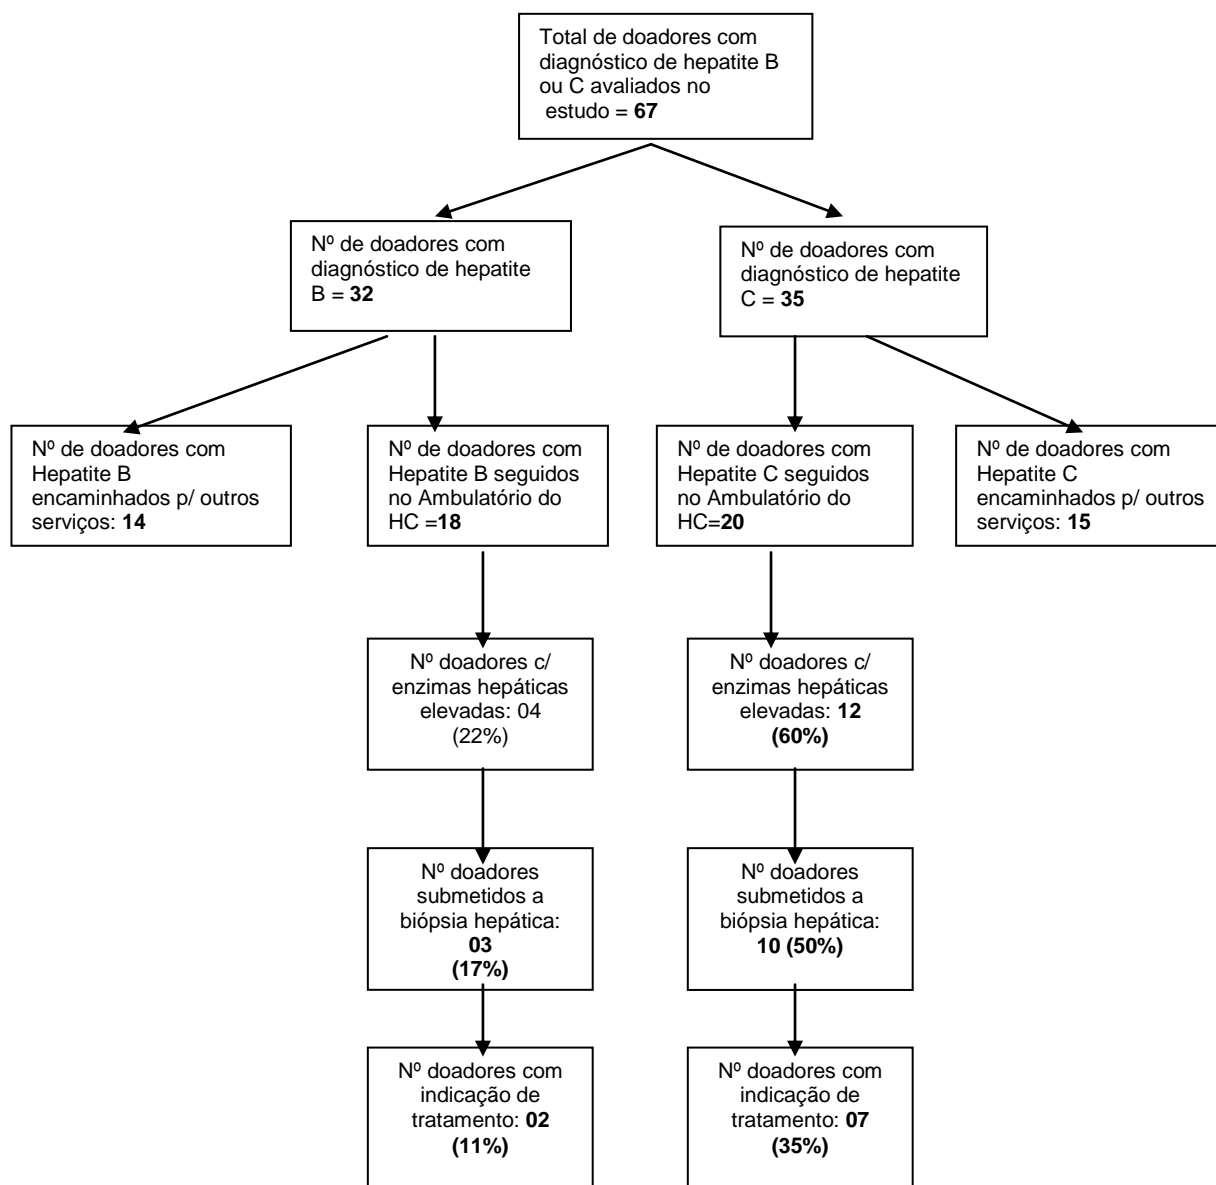 Total de doadores com
diagnóstico de hepatite B
ou C avaliados no
estudo = 67
Nº de doadores com
diagnóstico de hepatite
B = 32
Nº de doadores com
diagnóstico de hepatite
C = 35
Nº de doadores com
Hepatite B
encaminhados p/ outros
serviços: 14
Nº de doadores com
Hepatite B seguidos
no Ambulatório do
HC =18
Nº de doadores com
Hepatite C seguidos
no Ambulatório do
HC=20
Nº de doadores com
Hepatite C
encaminhados p/ outros
serviços: 15
Nº doadores c/
enzimas hepáticas
elevadas: 04
(22%)
Nº doadores c/
enzimas hepáticas
elevadas: 12
(60%)
Nº doadores
submetidos a
biópsia hepática:
03
(17%)
Nº doadores
submetidos a
biópsia hepática:
10 (50%)
Nº doadores com
indicação de
tratamento: 02
(11%)
Nº doadores com
indicação de
tratamento: 07
(35%)